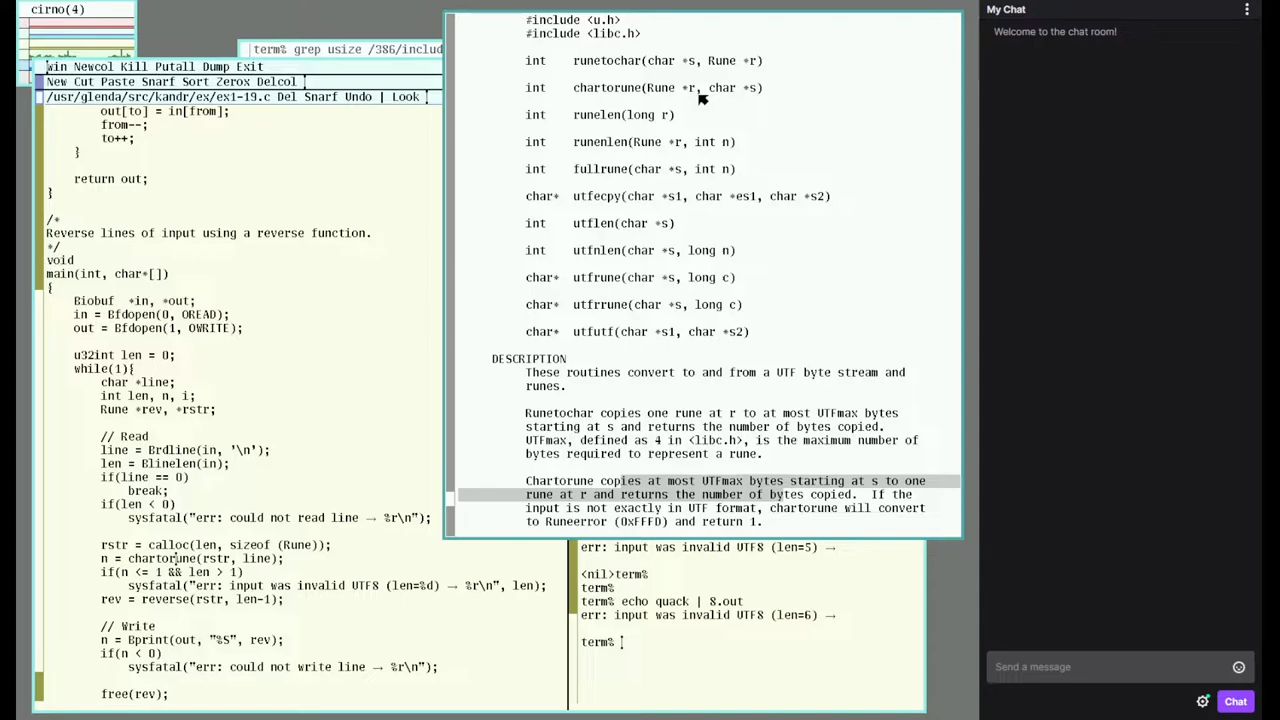 cirno(4)
term% grep usize /386/includ
win Newcol Kill Putall Dump Exit
New Cut Paste Snarf Sort Zerox Delcol
/usr/glenda/src/kandr/ex/ex1-19.c Del Snarf Undo | Look
out[to] = in[from];
from--;
to++;
}
return out;
}
/*
Reverse lines of input using a reverse function.
*/
void
main(int, char*[])
{
Biobuf *in, *out;
in = Bfdopen(0, OREAD);
out = Bfdopen(1, OWRITE);
u32int len = 0;
while(1){
char *line;
int len, n, i;
Rune *rev, *rstr;
// Read
line = Brdline(in, '\n');
len = Blinelen(in);
if(line == 0)
break;
if(len < 0)
sysfatal("err: could not read line → %r\n");
rstr = calloc(len, sizeof (Rune));
n = chartorune(rstr, line);
if(n <= 1 && len > 1)
sysfatal("err: input was invalid UTF8 (len=%d) → %r\n", len);
rev = reverse(rstr, len-1);
// Write
n = Bprint(out, "%S", rev);
if(n < 0)
sysfatal("err: could not write line → %r\n");
free(rev);
#include <u.h>
#include <libc.h>
int runetochar(char *s, Rune *r)
int chartorune(Rune *r, char *s)
int runelen(long r)
int runenlen(Rune *r, int n)
int fullrune(char *s, int n)
char* utfecpy(char *s1, char *es1, char *s2)
int utflen(char *s)
int utfnlen(char *s, long n)
char* utfrune(char *s, long c)
char* utfrrune(char *s, long c)
char* utfutf(char *s1, char *s2)
DESCRIPTION
These routines convert to and from a UTF byte stream and
runes.
Runetochar copies one rune at r to at most UTFmax bytes
starting at s and returns the number of bytes copied.
UTFmax, defined as 4 in <libc.h>, is the maximum number of
bytes required to represent a rune.
Chartorune copies at most UTFmax bytes starting at s to one
rune at r and returns the number of bytes copied. If the
input is not exactly in UTF format, chartorune will convert
to Runeerror (0xFFFD) and return 1.
err: input was invalid UTF8 (len=5) →
<nil>term%
term%
term% echo quack | 8.out
err: input was invalid UTF8 (len=6) →
term%
My Chat
Welcome to the chat room!
Send a message
Chat